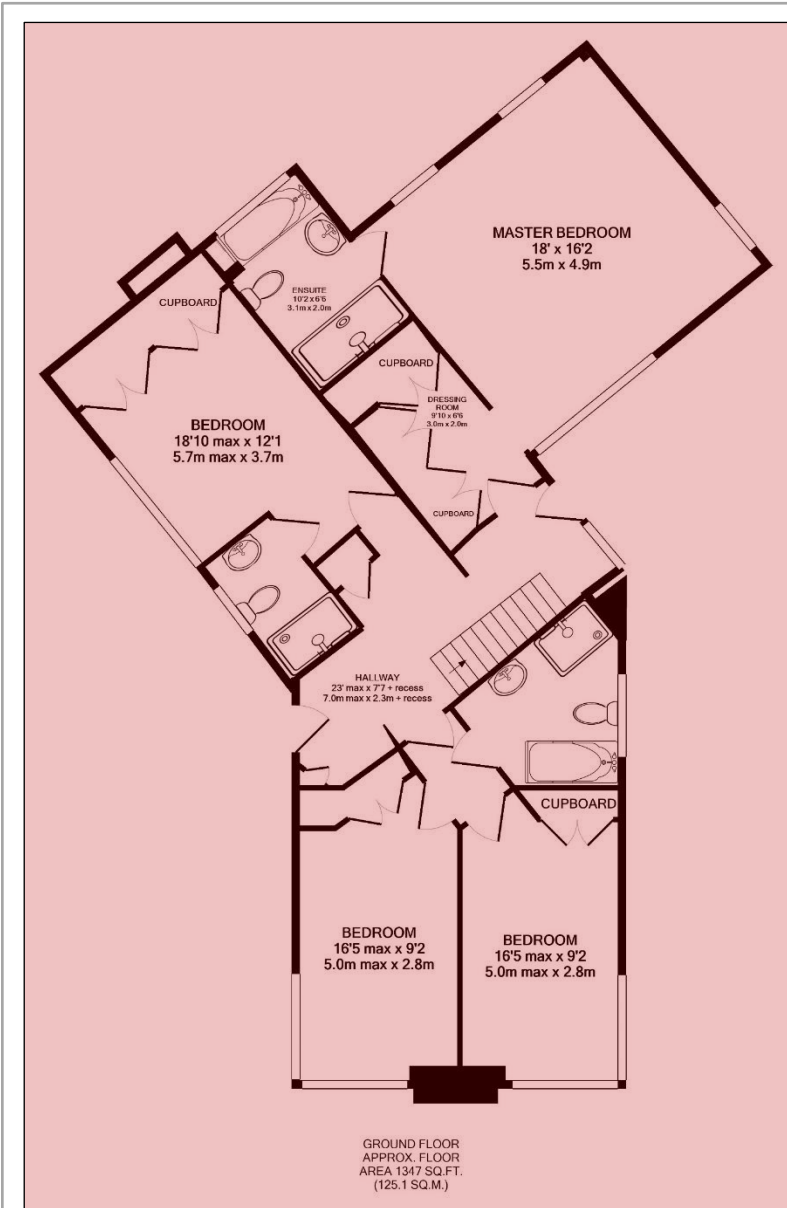 MASTER BEDROOM
18' x 16'2
5.5m x 4.9m
ENSUITE
10'2 x 6'6
3.1m x 2.0m
CUPBOARD
CUPBOARD
DRESSING
ROOM
9'10 x 6'6
3.0m x 2.0m
BEDROOM
18'10 max x 12'1
5.7m max x 3.7m
CUPBOARD
HALLWAY
23' max x 7'7 + recess
7.0m max x 2.3m + recess
CUPBOARD
BEDROOM
16'5 max x 9'2
5.0m max x 2.8m
BEDROOM
16'5 max x 9'2
5.0m max x 2.8m
GROUND FLOOR
APPROX. FLOOR
AREA 1347 SQ.FT.
(125.1 SQ.M.)